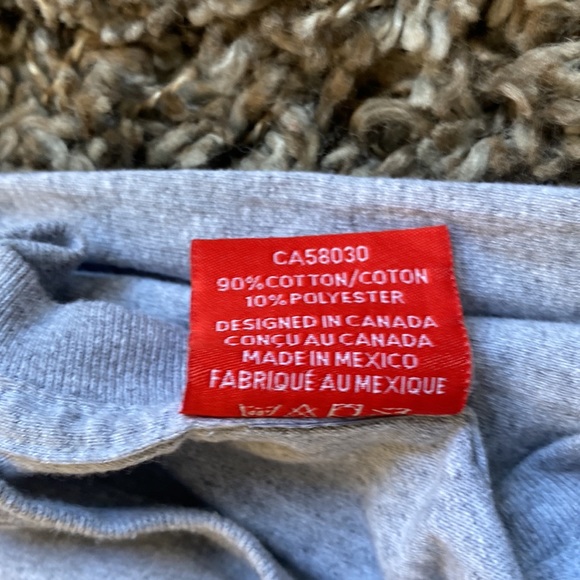 CA58030
90%COTTON/COTON
10%POLYESTER
DESIGNED IN CANADA
CONÇU AU CANADA
MADE IN MEXICO
FABRIQUÉ AU MEXIQUE